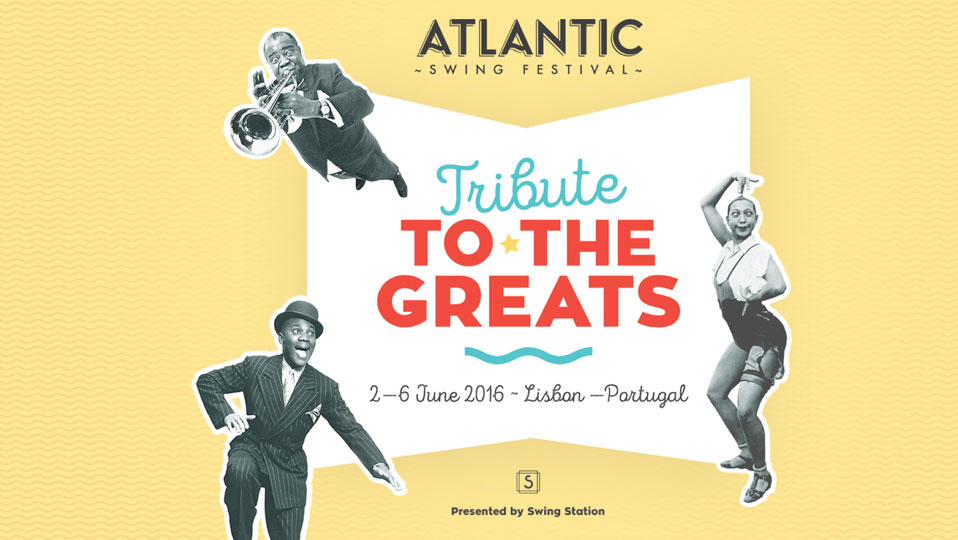 ATLANTIC
~SWING FESTIVAL~
Tribute
TO THE
GREATS
2–6 June 2016 ~ Lisbon –Portugal
S
Presented by Swing Station